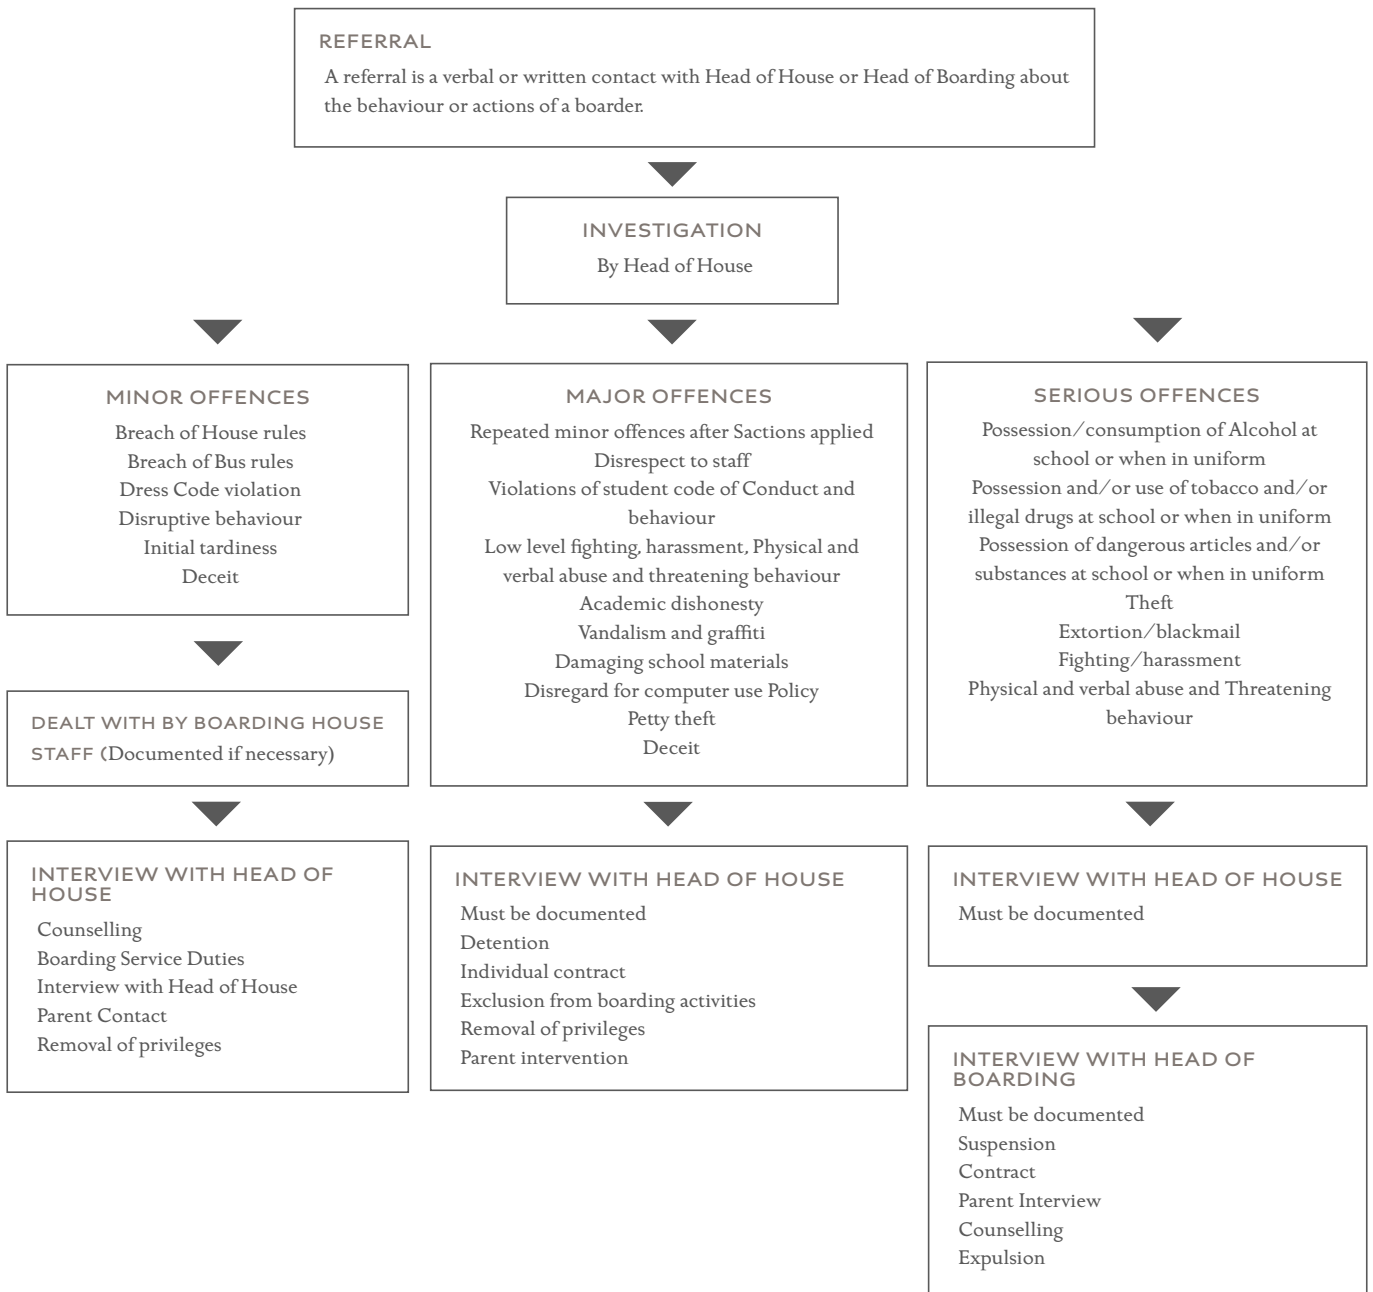 REFERRAL
A referral is a verbal or written contact with Head of House or Head of Boarding about
the behaviour or actions of a boarder.
INVESTIGATION
By Head of House
MINOR OFFENCES
Breach of House rules
Breach of Bus rules
Dress Code violation
Disruptive behaviour
Initial tardiness
Deceit
DEALT WITH BY BOARDING HOUSE
STAFF (Documented if necessary)
INTERVIEW WITH HEAD OF
HOUSE
Counselling
Boarding Service Duties
Interview with Head of House
Parent Contact
Removal of privileges
MAJOR OFFENCES
Repeated minor offences after Sactions applied
Disrespect to staff
Violations of student code of Conduct and
behaviour
Low level fighting, harassment, Physical and
verbal abuse and threatening behaviour
Academic dishonesty
Vandalism and graffiti
Damaging school materials
Disregard for computer use Policy
Petty theft
Deceit
INTERVIEW WITH HEAD OF HOUSE
Must be documented
Detention
Individual contract
Exclusion from boarding activities
Removal of privileges
Parent intervention
SERIOUS OFFENCES
Possession/consumption of Alcohol at
school or when in uniform
Possession and/or use of tobacco and/or
illegal drugs at school or when in uniform
Possession of dangerous articles and/or
substances at school or when in uniform
Theft
Extortion/blackmail
Fighting/harassment
Physical and verbal abuse and Threatening
behaviour
INTERVIEW WITH HEAD OF HOUSE
Must be documented
INTERVIEW WITH HEAD OF
BOARDING
Must be documented
Suspension
Contract
Parent Interview
Counselling
Expulsion